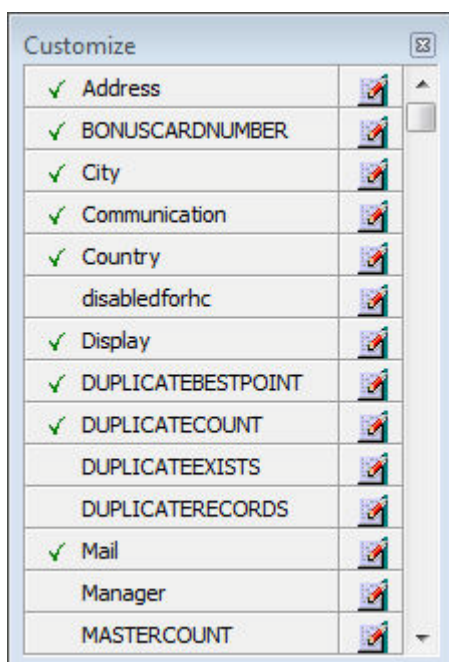 Customize
Address
BONUSCARDNUMBER
City
Communication
Country
disabledforhc
Display
DUPLICATEBESTPOINT
DUPLICATECOUNT
DUPLICATEEXISTS
DUPLICATERECORDS
Mail
Manager
MASTERCOUNT